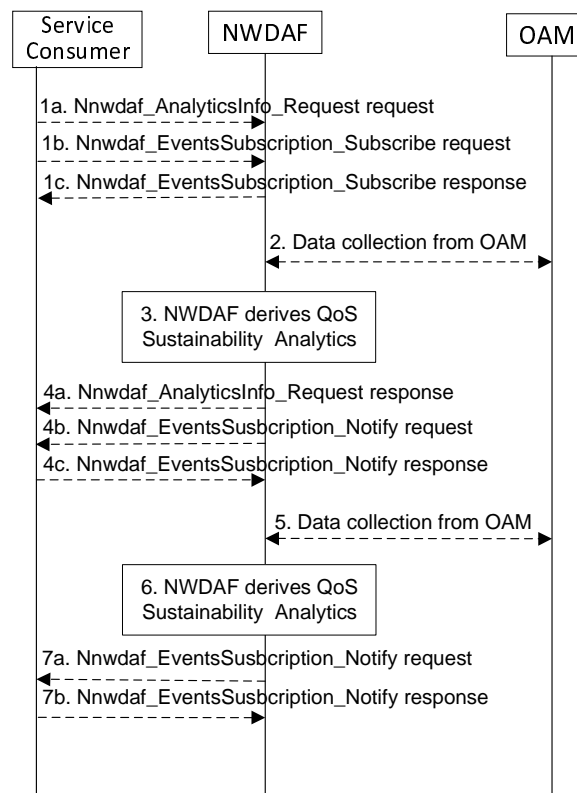 Service
Consumer
NWDAF
OAM
1a. Nnwdaf_AnalyticsInfo_Request request
1b. Nnwdaf_EventsSubscription_Subscribe request
1c. Nnwdaf_EventsSubscription_Subscribe response
2. Data collection from OAM
3. NWDAF derives QoS
Sustainability Analytics
4a. Nnwdaf_AnalyticsInfo_Request response
4b. Nnwdaf_EventsSusbcription_Notify request
4c. Nnwdaf_EventsSusbcription_Notify response
5. Data collection from OAM
6. NWDAF derives QoS
Sustainability Analytics
7a. Nnwdaf_EventsSusbcription_Notify request
7b. Nnwdaf_EventsSusbcription_Notify response